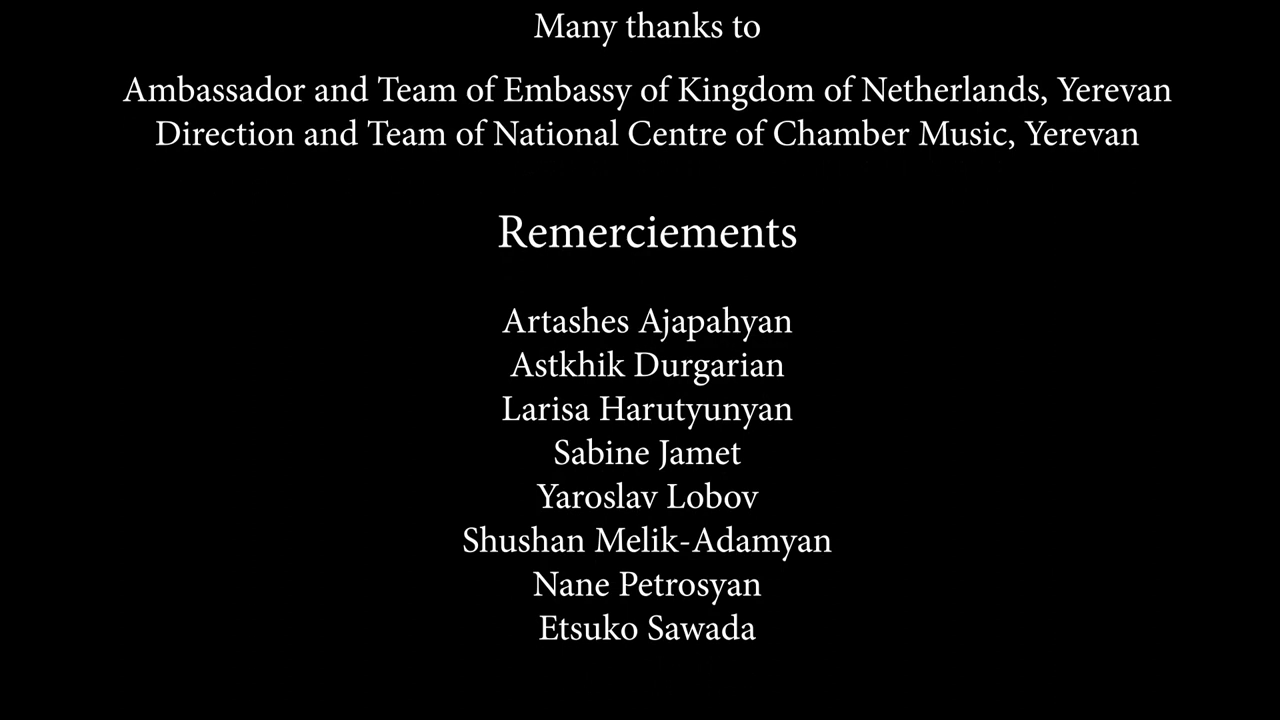 Many thanks to
Ambassador and Team of Embassy of Kingdom of Netherlands, Yerevan
Direction and Team of National Centre of Chamber Music, Yerevan
Remerciements
Artashes Ajapahyan
Astkhik Durgarian
Larisa Harutyunyan
Sabine Jamet
Yaroslav Lobov
Shushan Melik-Adamyan
Nane Petrosyan
Etsuko Sawada